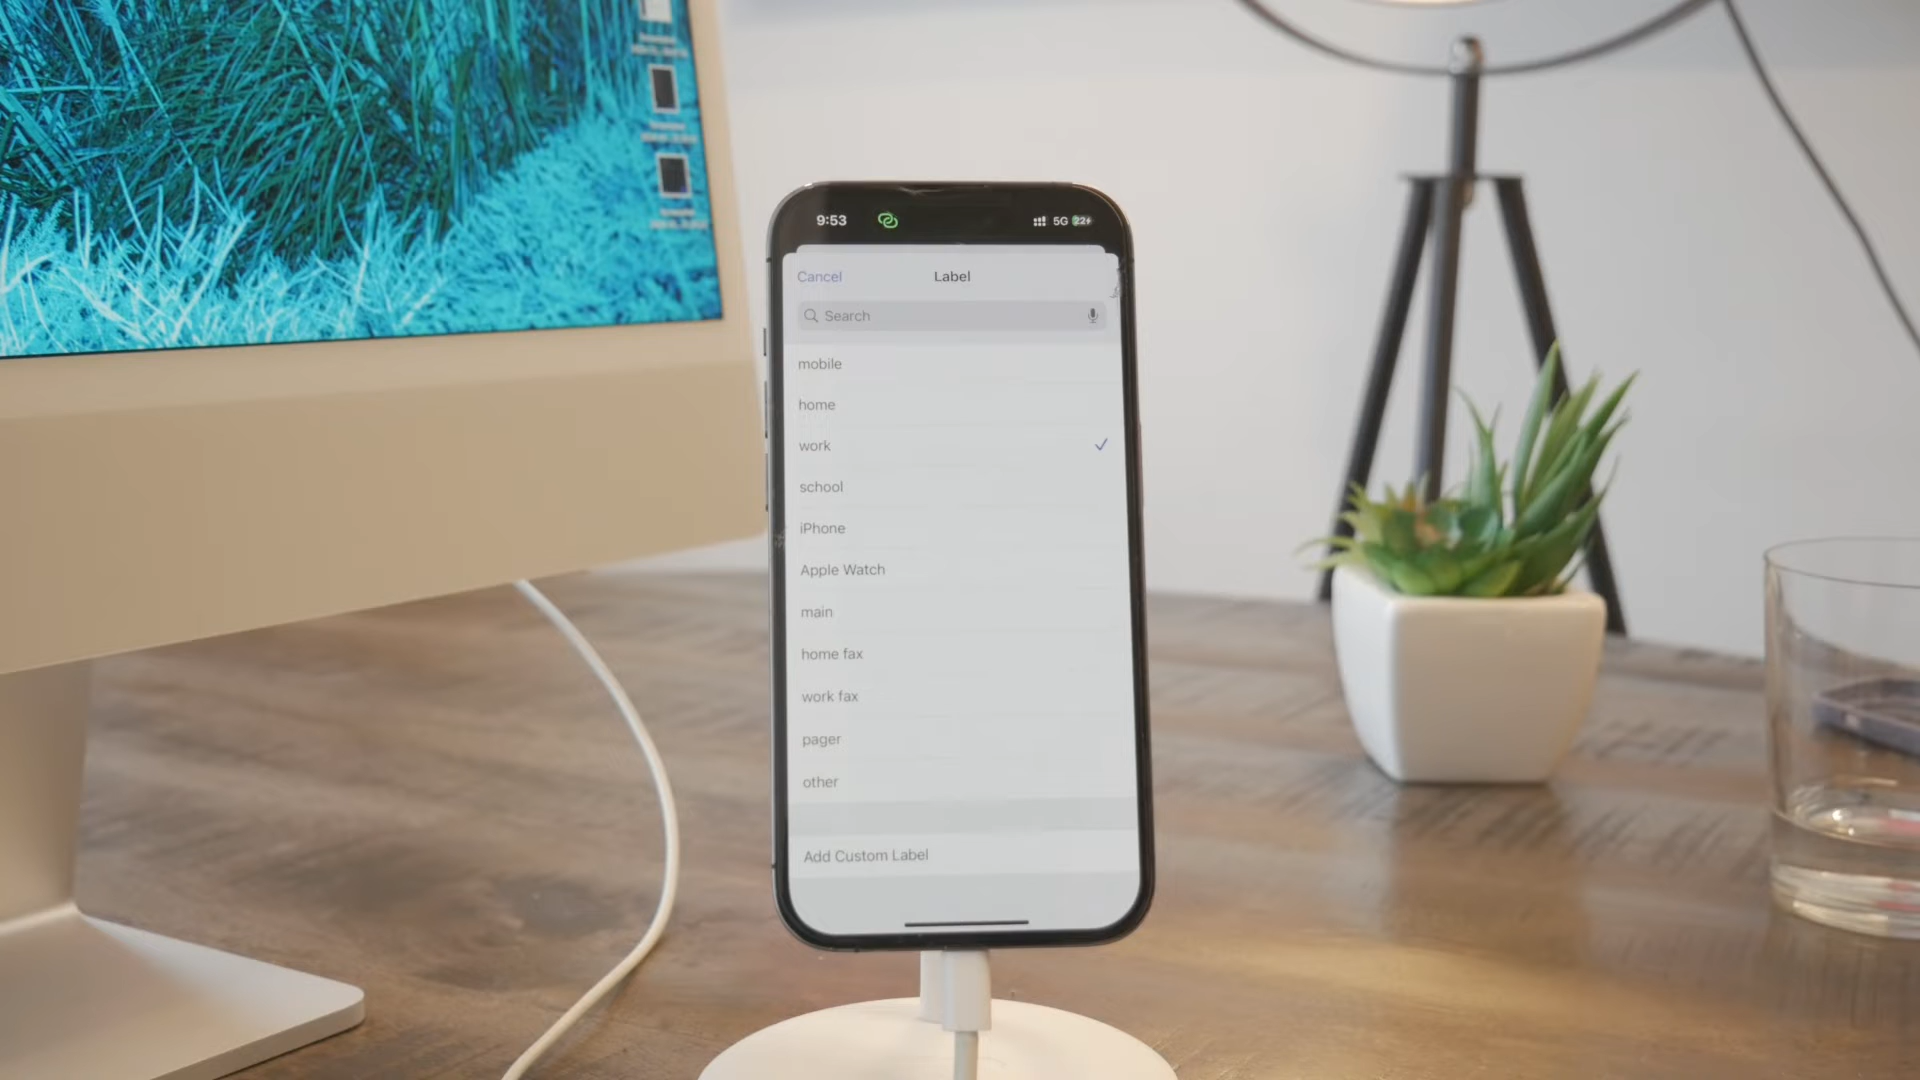 9:53
5G 22
Cancel
Label
Search
mobile
home
work
school
iPhone
Apple Watch
main
home fax
work fax
pager
other
Add Custom Label